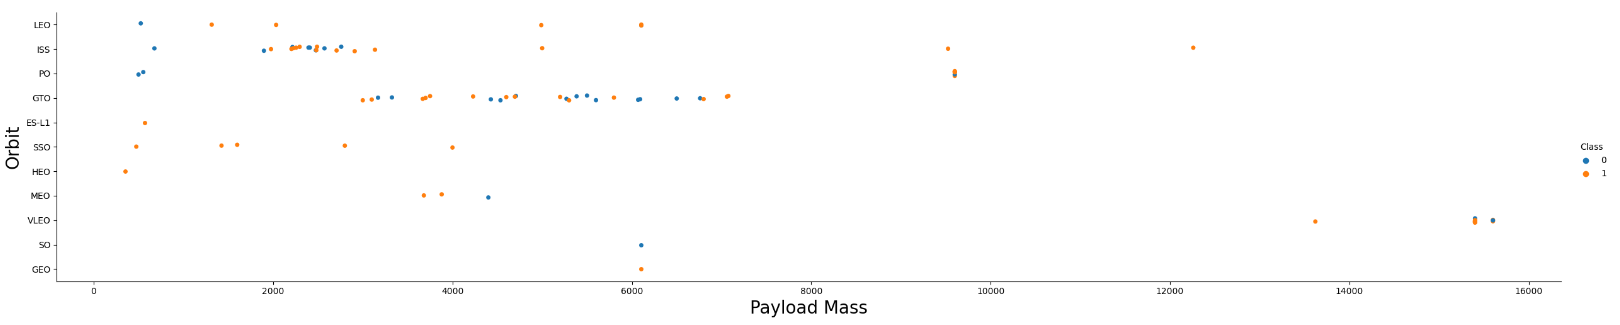 Orbit
LEO
ISS
PO
GTO
ES-L1
SSO
HEO
MEO
VLEO
SO
GEO
0 2000 4000 6000 8000 10000 12000 14000 16000
Payload Mass
Class
0
1